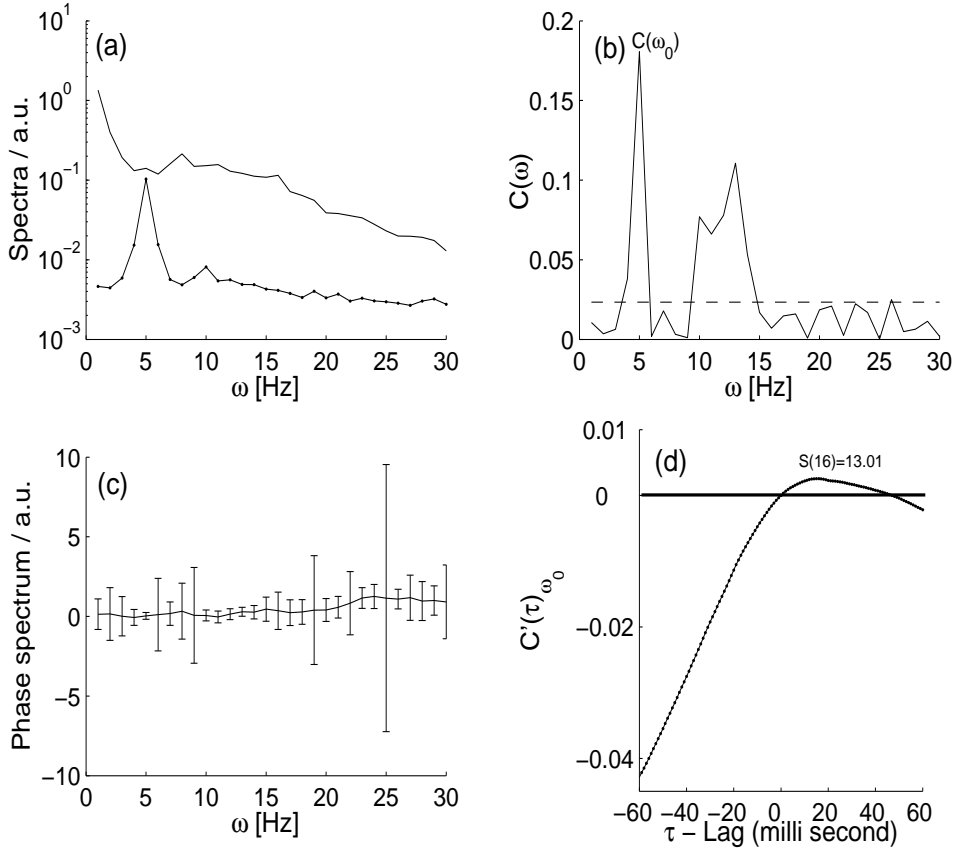 (a)
Spectra / a.u.
10^1
10^0
10^−1
10^−2
10^−3
0 5 10 15 20 25 30
ω [Hz]
(b)
C(ω_0)
C(ω)
0.2
0.15
0.1
0.05
0
0 5 10 15 20 25 30
ω [Hz]
(c)
Phase spectrum / a.u.
10
5
0
−5
−10
0 5 10 15 20 25 30
ω [Hz]
(d)
S(16)=13.01
C'(τ)_ω_0
0.01
0
−0.02
−0.04
−60 −40 −20 0 20 40 60
τ − Lag (milli second)